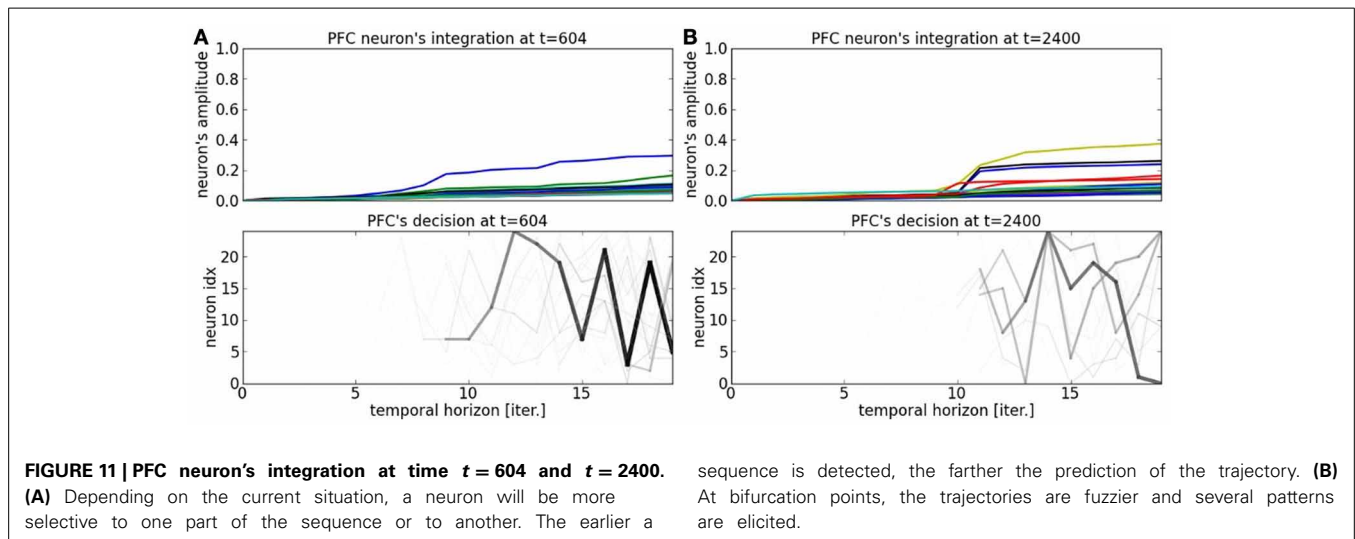 A
PFC neuron's integration at t=604
1.0
0.8
0.6
0.4
0.2
0.0
neuron's amplitude
PFC's decision at t=604
20
15
10
5
0
neuron idx
0 5 10 15
temporal horizon [iter.]
B
PFC neuron's integration at t=2400
1.0
0.8
0.6
0.4
0.2
0.0
neuron's amplitude
PFC's decision at t=2400
20
15
10
5
0
neuron idx
0 5 10 15
temporal horizon [iter.]
FIGURE 11 | PFC neuron's integration at time t = 604 and t = 2400.
(A) Depending on the current situation, a neuron will be more
selective to one part of the sequence or to another. The earlier a
sequence is detected, the farther the prediction of the trajectory. (B)
At bifurcation points, the trajectories are fuzzier and several patterns
are elicited.